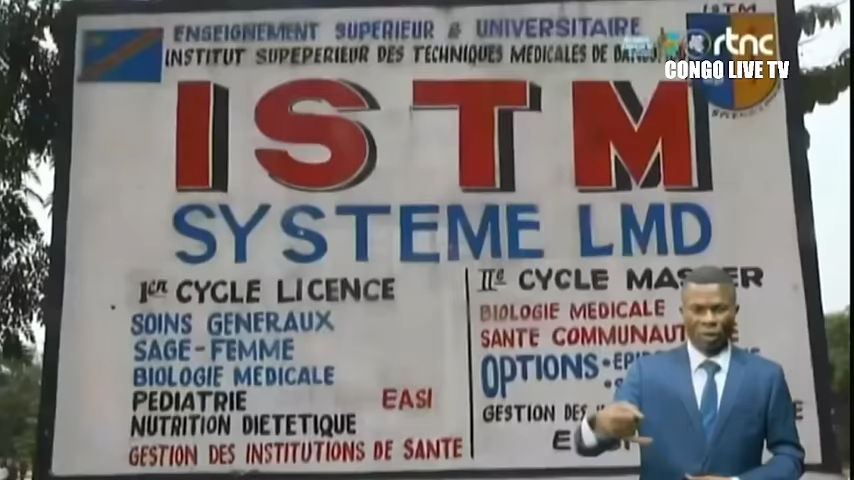 ISTM
rtnc
CONGO LIVE TV
ENSEIGNEMENT SUPERIEUR & UNIVERSITAIRE
INSTITUT SUPEPERIEUR DES TECHNIQUES MEDICALES DE
ISTM
SYSTEME LMD
1er CYCLE LICENCE
SOINS GENERAUX
SAGE-FEMME
BIOLOGIE MEDICALE
PEDIATRIE EASI
NUTRITION DIETETIQUE
GESTION DES INSTITUTIONS DE SANTE
IIe CYCLE
BIOLOGIE MEDICALE
SANTE
OPTIONS
GESTION DES